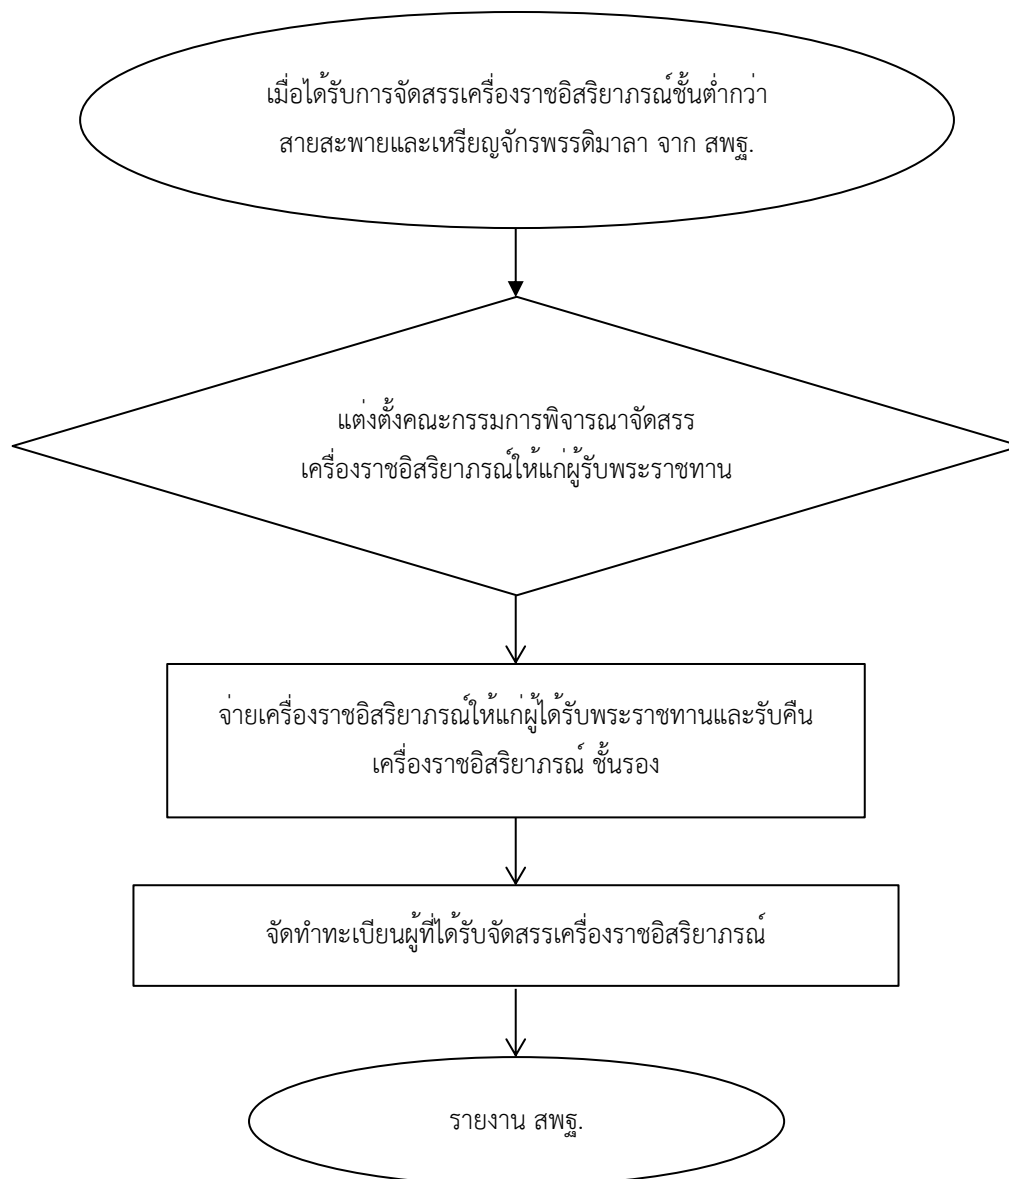 เมื่อได้รับการจัดสรรเครื่องราชอิสริยาภรณ์ชั้นต่ำกว่า
สายสะพายและเหรียญจักรพรรดิมาลา จาก สพฐ.
แต่งตั้งคณะกรรมการพิจารณาจัดสรร
เครื่องราชอิสริยาภรณ์ให้แก่ผู้รับพระราชทาน
จ่ายเครื่องราชอิสริยาภรณ์ให้แก่ผู้ได้รับพระราชทานและรับคืน
เครื่องราชอิสริยาภรณ์ ชั้นรอง
จัดทำทะเบียนผู้ที่ได้รับจัดสรรเครื่องราชอิสริยาภรณ์
รายงาน สพฐ.